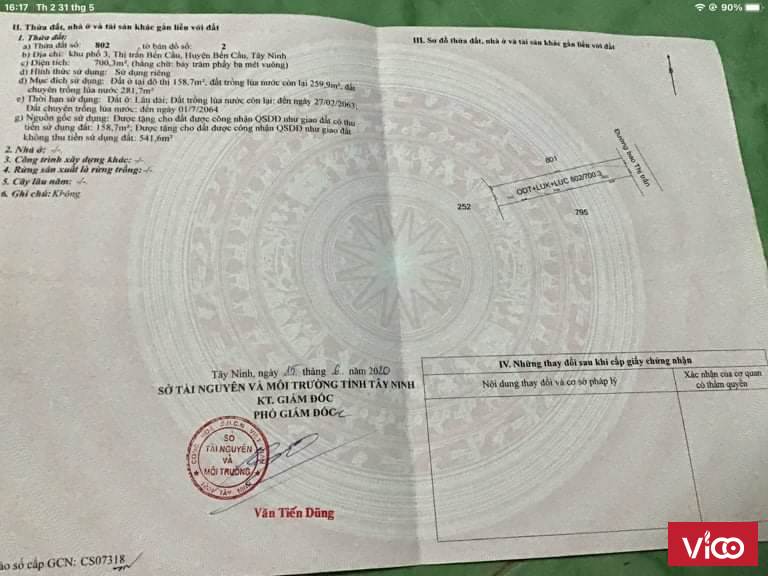 16:17 Th 2 31 thg 5
90%
II. Thửa đất, nhà ở và tài sản khác gắn liền với đất
1. Thửa đất:
a) Thửa đất số: 802 , tờ bản đồ số: 2
b) Địa chỉ: khu phố 3, Thị trấn Bến Cầu, Huyện Bến Cầu, Tây Ninh
c) Diện tích: 700,3m², (bằng chữ: bảy trăm phẩy ba mét vuông)
d) Hình thức sử dụng: Sử dụng riêng
đ) Mục đích sử dụng: Đất ở tại đô thị 158,7m², đất trồng lúa nước còn lại 259,9m², đất
chuyên trồng lúa nước: 281,7m²
e) Thời hạn sử dụng: Đất ở: Lâu dài; Đất trồng lúa nước còn lại: đến ngày 27/02/2063,
Đất chuyên trồng lúa nước: đến ngày 01/7/2064
g) Nguồn gốc sử dụng: Được tặng cho đất được công nhận QSDĐ như giao đất có thu
tiền sử dụng đất: 158,7m²; Được tặng cho đất được công nhận QSDĐ như giao đất
không thu tiền sử dụng đất: 541,6m²
2. Nhà ở: -/-
3. Công trình xây dựng khác: -/-
4. Rừng sản xuất là rừng trồng: -/-
5. Cây lâu năm: -/-
6. Ghi chú: Không
Tây Ninh, ngày 15 tháng 6 năm 2020
SỞ TÀI NGUYÊN VÀ MÔI TRƯỜNG TỈNH TÂY NINH
KT. GIÁM ĐỐC
PHÓ GIÁM ĐỐC
SỞ
TÀI NGUYÊN
VÀ
MÔI TRƯỜNG
Văn Tiến Dũng
ào sổ cấp GCN: CS07318
III. Sơ đồ thửa đất, nhà ở và tài sản khác gắn liền với đất
Đường bao Thị trấn
801
ODT+LUK+LUC 802/700.3
252
795
IV. Những thay đổi sau khi cấp giấy chứng nhận
Nội dung thay đổi và cơ sở pháp lý
Xác nhận của cơ quan
có thẩm quyền
Vico